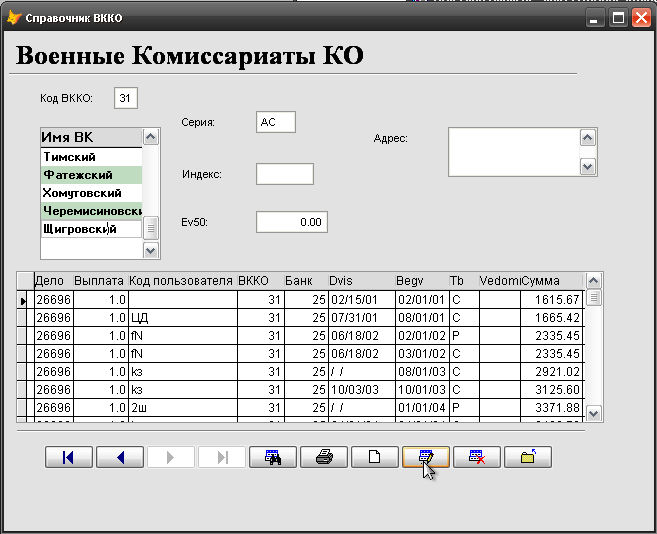 Справочник ВККО
Военные Комиссариаты КО
Код ВККО: 31
Серия: АС
Адрес:
Имя ВК
Тимский
Фатежский
Хомутовский
Черемисиновски
Щигровский
Индекс:
Ev50: 0.00
Дело Выплата Код пользователя ВККО Банк Dvis Begv Tb Vedomi Сумма
26696 1.0 31 25 02/15/01 02/01/01 С 1615.67
26696 1.0 ЦД 31 25 07/31/01 08/01/01 С 1665.42
26696 1.0 fN 31 25 06/18/02 02/01/02 Р 2335.45
26696 1.0 fN 31 25 06/18/02 03/01/02 С 2335.45
26696 1.0 kз 31 25 / / 08/01/03 С 2921.02
26696 1.0 kз 31 25 10/03/03 10/01/03 С 3125.60
26696 1.0 2ш 31 25 / / 01/01/04 Р 3371.88